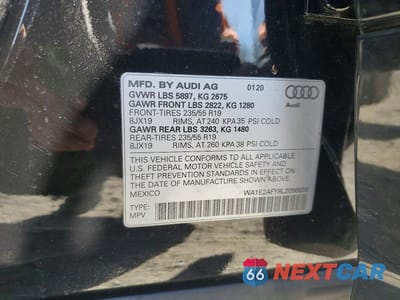 MFD. BY AUDI AG 01 20
GVWR LBS 5897, KG 2675
GAWR FRONT LBS 2822, KG 1280
FRONT-TIRES 235/55 R19
8JX19 RIMS, AT 240 KPA 35 PSI COLD
GAWR REAR LBS 3263, KG 1480
REAR-TIRES 235/55 R19
8JX19 RIMS, AT 260 KPA 38 PSI COLD
THIS VEHICLE CONFORMS TO ALL APPLICABLE
FEDERAL MOTOR VEHICLE SAFETY, BUMPER,
AND THEFT PREVENTION STANDARDS IN
EFFECT ON THE DATE OF
MANUFACTURE SHOWN ABOVE
MEXICO
TYPE:
MPV
Audi
66 NEXTCAR